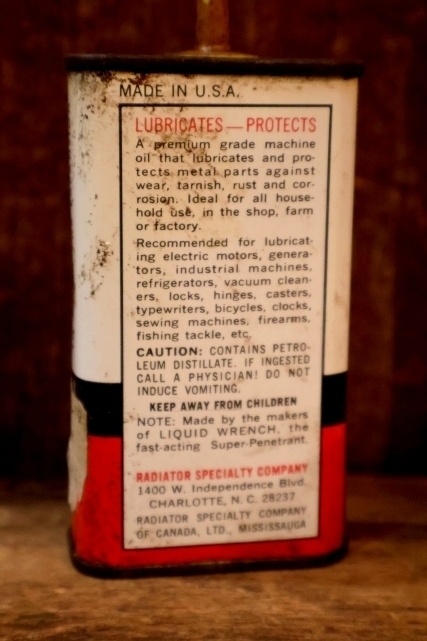 MADE IN U.S.A.
LUBRICATES—PROTECTS
A premium grade machine
oil that lubricates and pro-
tects metal parts against
wear, tarnish, rust and cor-
rosion. Ideal for all house-
hold use, in the shop, farm
or factory.
Recommended for lubricat-
ing electric motors, genera-
tors, industrial machines,
refrigerators, vacuum clean-
ers, locks, hinges, casters,
typewriters, bicycles, clocks,
sewing machines, firearms,
fishing tackle, etc.
CAUTION: CONTAINS PETRO-
LEUM DISTILLATE. IF INGESTED
CALL A PHYSICIAN! DO NOT
INDUCE VOMITING.
KEEP AWAY FROM CHILDREN
NOTE: Made by the makers
of LIQUID WRENCH, the
fast-acting Super-Penetrant.
RADIATOR SPECIALTY COMPANY
1400 W. Independence Blvd.
CHARLOTTE, N. C. 28237
RADIATOR SPECIALTY COMPANY
OF CANADA, LTD., MISSISSAUGA